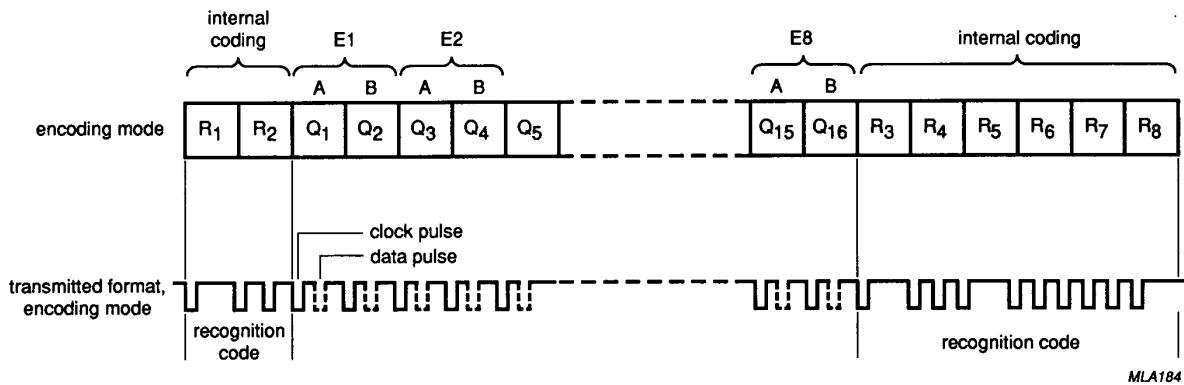 internal
coding
E1
E2
E8
internal coding
A
B
A
B
A
B
encoding mode
R1
R2
Q1
Q2
Q3
Q4
Q5
Q15
Q16
R3
R4
R5
R6
R7
R8
clock pulse
data pulse
transmitted format,
encoding mode
recognition
code
recognition code
MLA184